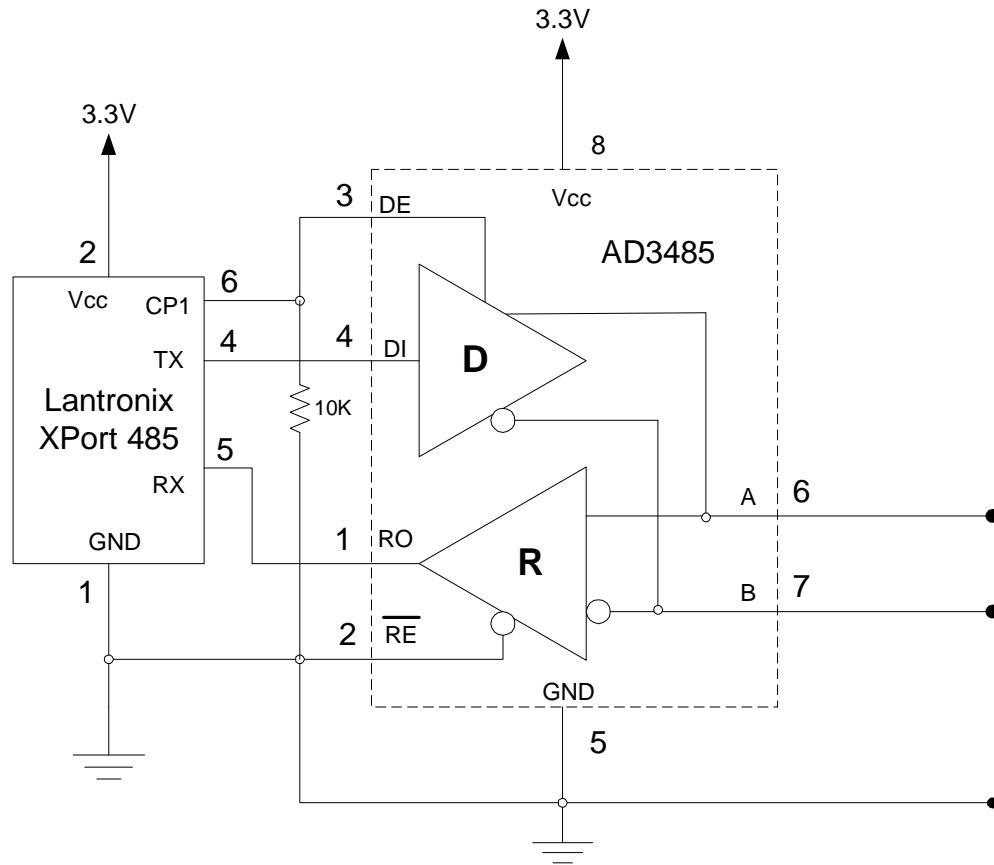 3.3V
3.3V
8
Vcc
3
DE
AD3485
2
Vcc
6
CP1
4
4
DI
D
TX
Lantronix
XPort 485
10K
5
RX
A
6
1
RO
R
GND
B
7
1
2
RE
GND
5